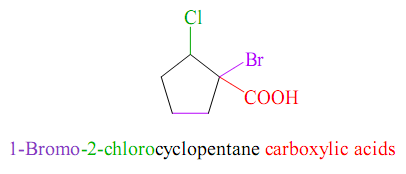 Cl
Br
COOH
1-Bromo-2-chlorocyclopentane carboxylic acids